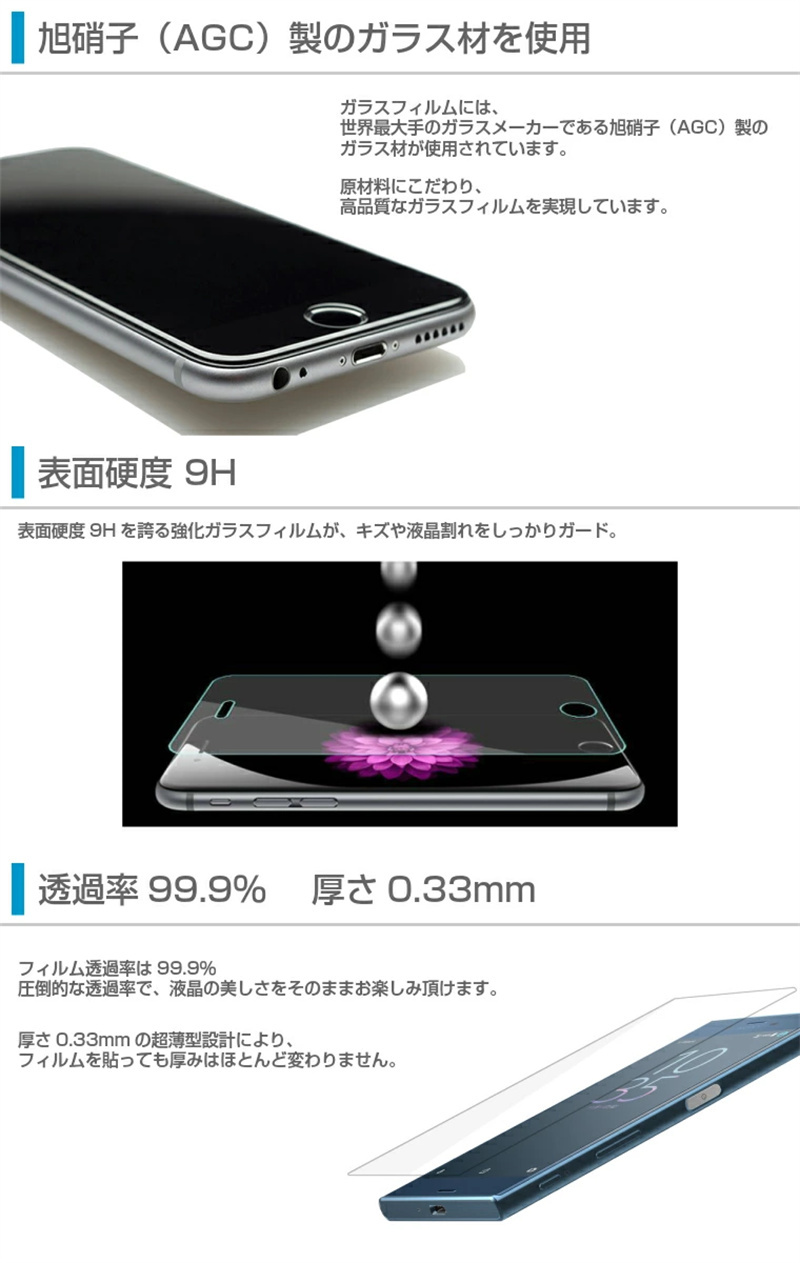 旭硝子（AGC）製のガラス材を使用
ガラスフィルムには、
世界最大手のガラスメーカーである旭硝子（AGC）製の
ガラス材が使用されています。
原材料にこだわり、
高品質なガラスフィルムを実現しています。
表面硬度 9H
表面硬度 9H を誇る強化ガラスフィルムが、キズや液晶割れをしっかりガード。
透過率 99.9% 厚さ 0.33mm
フィルム透過率は 99.9%
圧倒的な透過率で、液晶の美しさをそのままお楽しみ頂けます。
厚さ 0.33mm の超薄型設計により、
フィルムを貼っても厚みはほとんど変わりません。